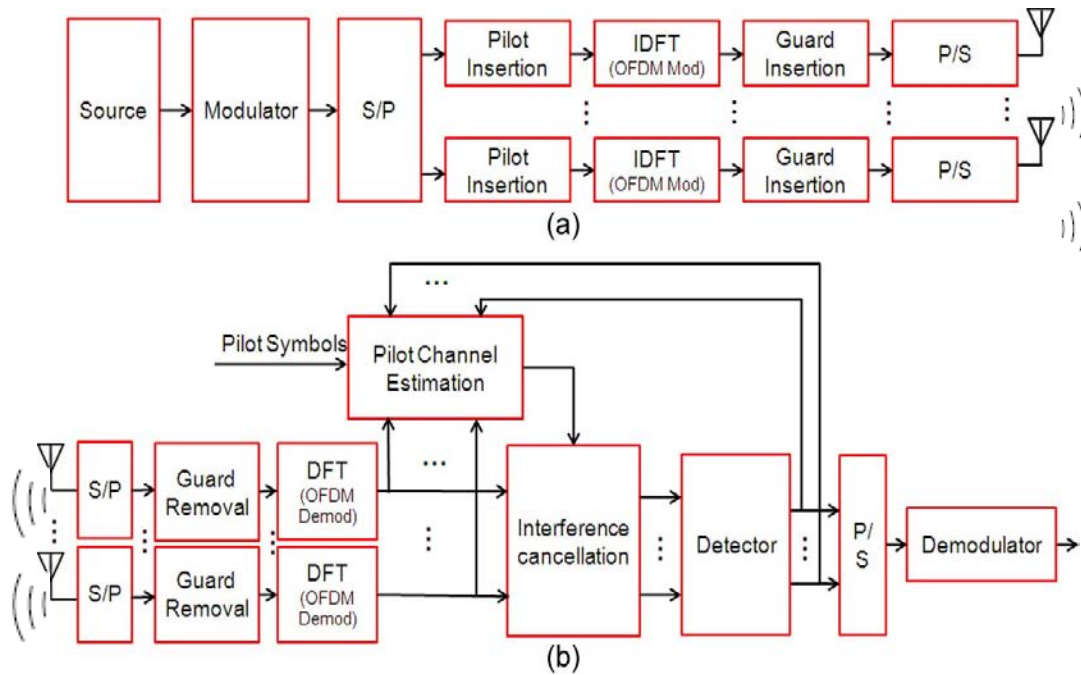 Source
Modulator
S/P
Pilot
Insertion
IDFT
(OFDM Mod)
Guard
Insertion
P/S
Pilot
Insertion
IDFT
(OFDM Mod)
Guard
Insertion
P/S
(a)
Pilot Symbols
Pilot Channel
Estimation
S/P
Guard
Removal
DFT
(OFDM
Demod)
S/P
Guard
Removal
DFT
(OFDM
Demod)
Interference
cancellation
Detector
P/
S
Demodulator
(b)